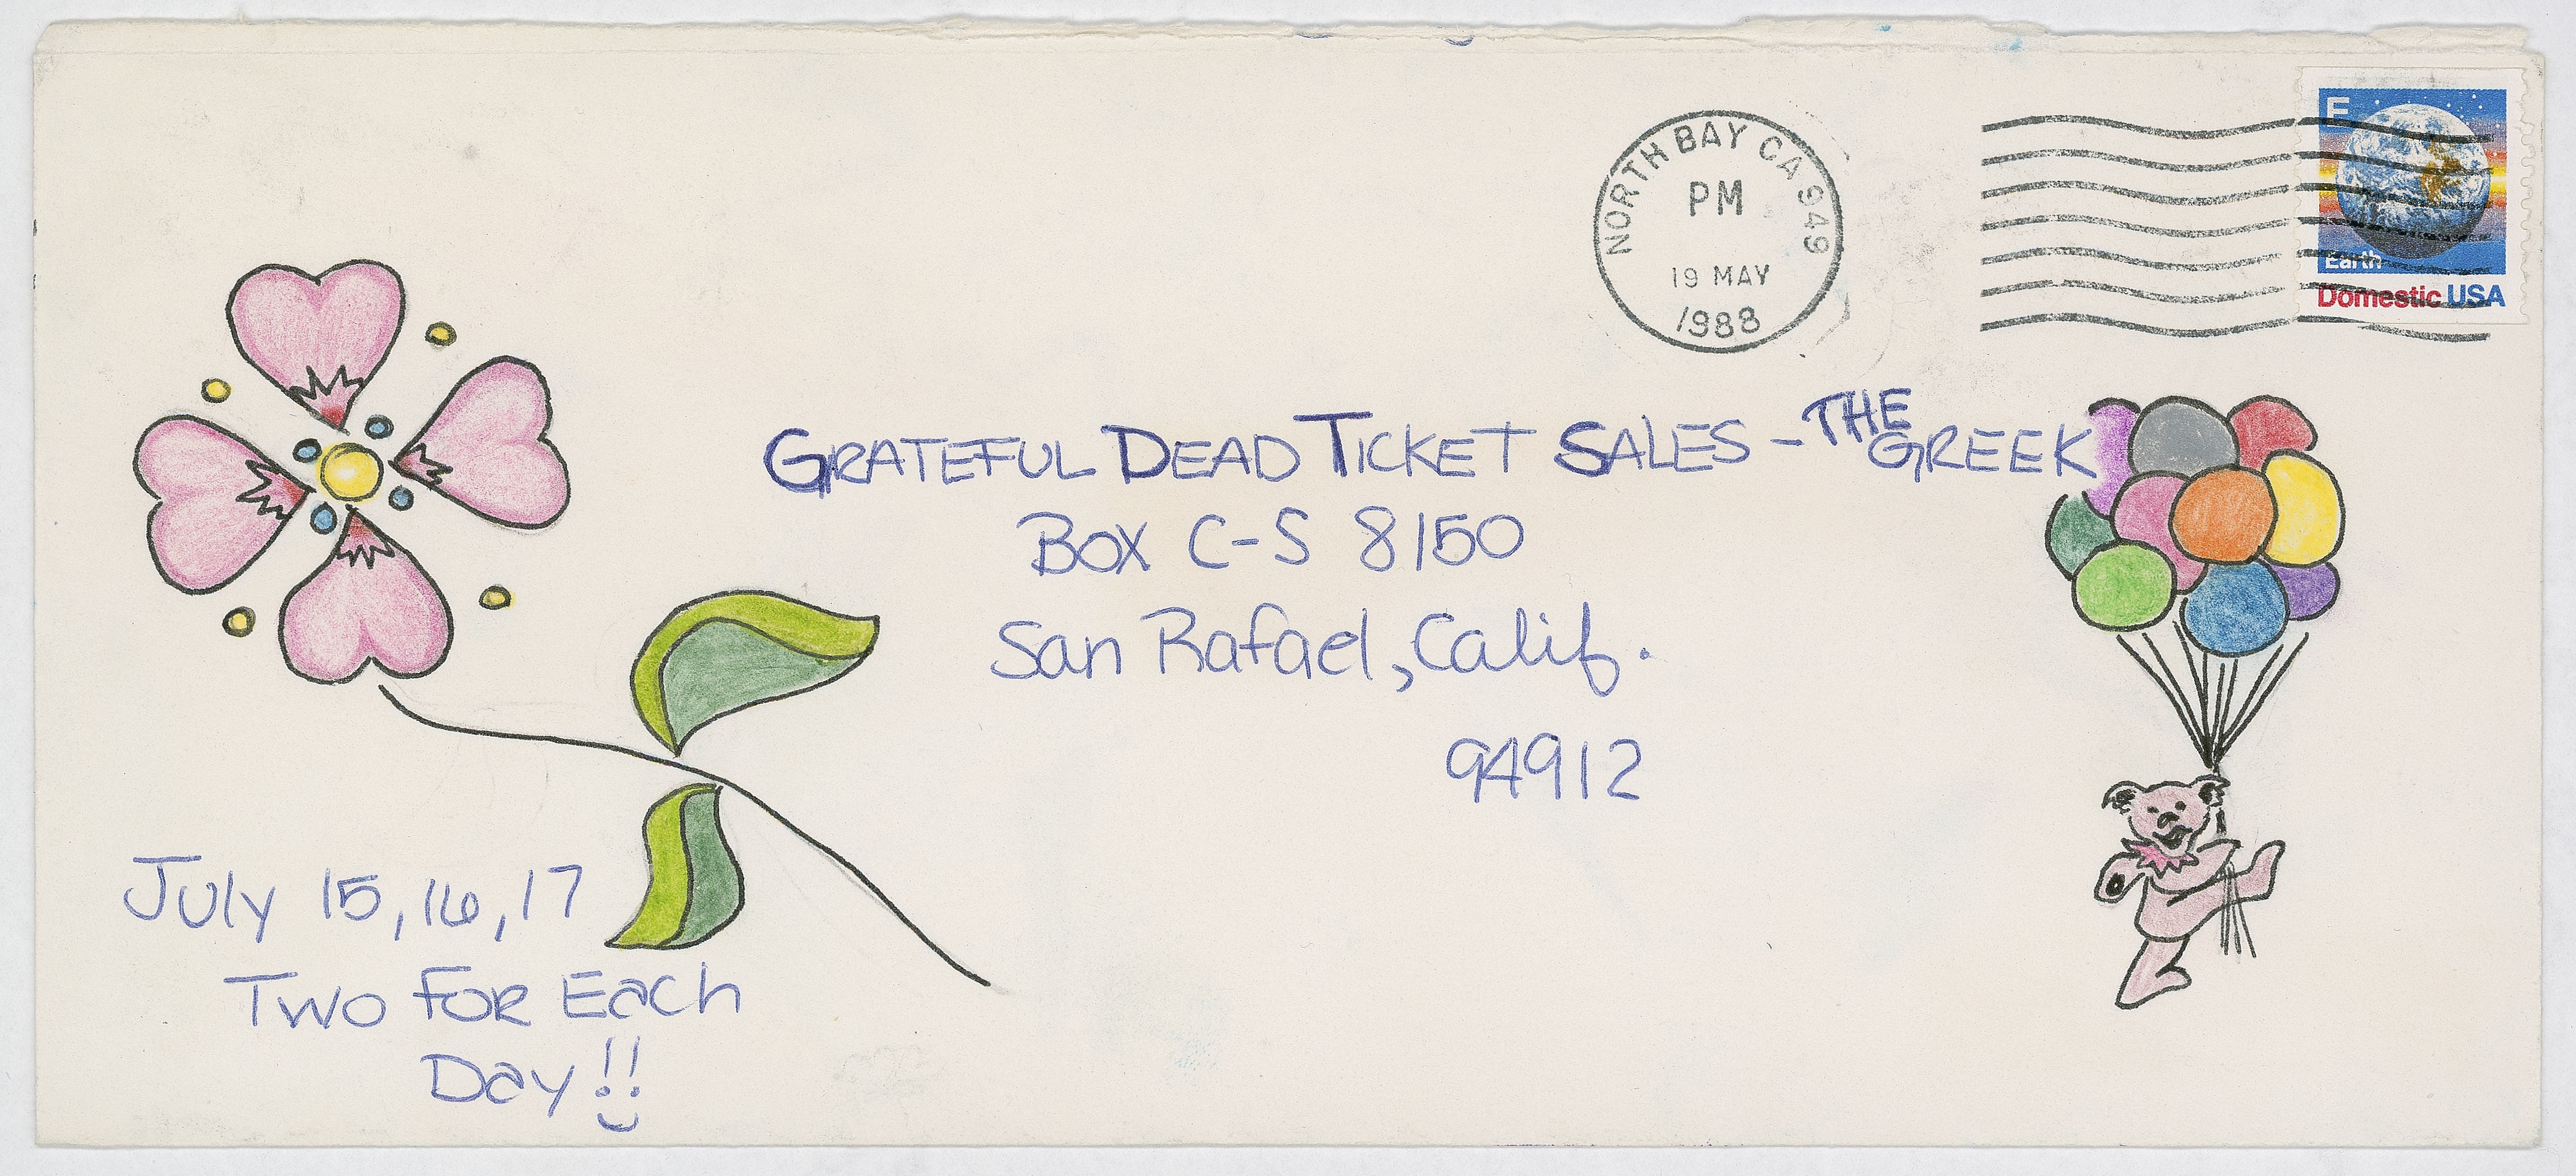 NORTH BAY CA 949
PM
19 MAY
1988
E
Earth
Domestic USA
GRATEFUL DEAD TICKET SALES - THE GREEK
BOX C-S 8150
San Rafael, Calif.
94912
July 15, 16, 17
Two for Each
Day!!